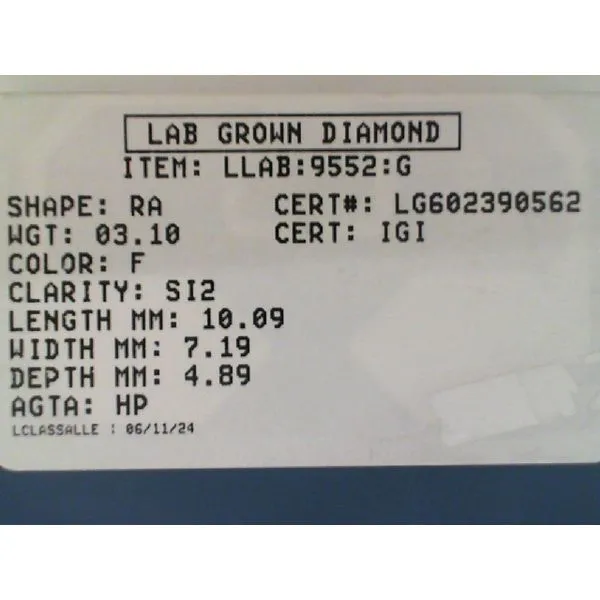 LAB GROWN DIAMOND
ITEM: LLAB:9552:G
SHAPE: RA CERT#: LG602390562
WGT: 03.10 CERT: IGI
COLOR: F
CLARITY: SI2
LENGTH MM: 10.09
WIDTH MM: 7.19
DEPTH MM: 4.89
AGTA: HP
LCLASSALLE : 06/11/24